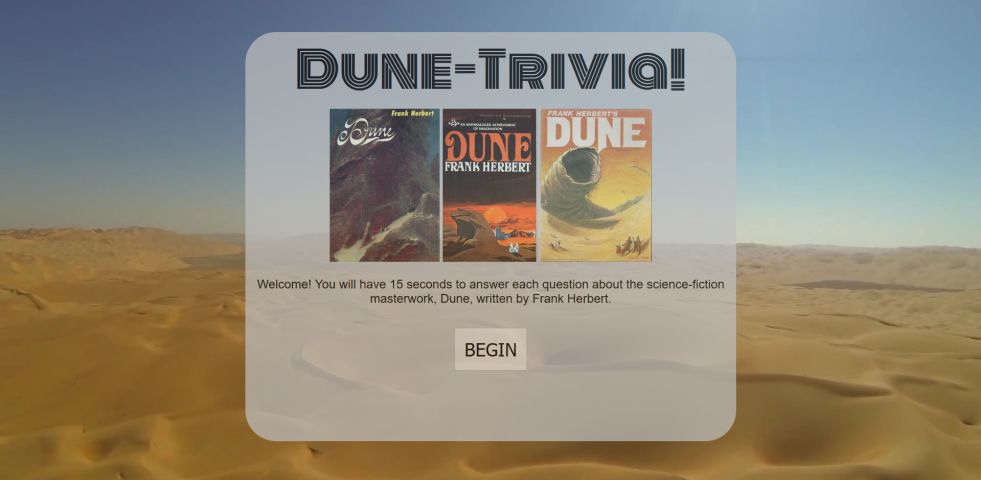 Dune-Trivia!
Frank Herbert
Dune
AN UNPARALLELED ACHIEVEMENT
OF IMAGINATION
DUNE
FRANK HERBERT
FRANK HERBERT'S
DUNE
Welcome! You will have 15 seconds to answer each question about the science-fiction
masterwork, Dune, written by Frank Herbert.
BEGIN